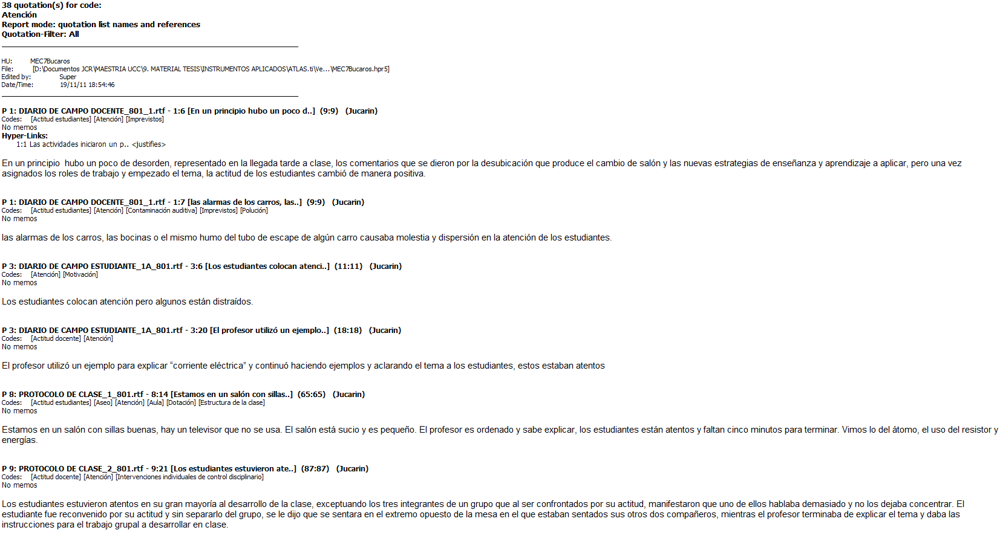 38 quotation(s) for code:
Atención
Report mode: quotation list names and references
Quotation-Filter: All
HU: MEC7Bucaros
File: [D:\Documentos JCR\MAESTRIA UCC\9. MATERIAL TESIS\INSTRUMENTOS APLICADOS\ATLAS.ti\Ve...\MEC7Bucaros.hpr5]
Edited by: Super
Date/Time: 19/11/11 18:54:46
P 1: DIARIO DE CAMPO DOCENTE_801_1.rtf - 1:6 [En un principio hubo un poco d..] (9:9) (Jucarin)
Codes: [Actitud estudiantes] [Atención] [Imprevistos]
No memos
Hyper-Links:
1:1 Las actividades iniciaron un p.. <justifies>
En un principio hubo un poco de desorden, representado en la llegada tarde a clase, los comentarios que se dieron por la desubicación que produce el cambio de salón y las nuevas estrategias de enseñanza y aprendizaje a aplicar, pero una vez
asignados los roles de trabajo y empezado el tema, la actitud de los estudiantes cambió de manera positiva.
P 1: DIARIO DE CAMPO DOCENTE_801_1.rtf - 1:7 [las alarmas de los carros, las..] (9:9) (Jucarin)
Codes: [Actitud estudiantes] [Atención] [Contaminación auditiva] [Imprevistos] [Polución]
No memos
las alarmas de los carros, las bocinas o el mismo humo del tubo de escape de algún carro causaba molestia y dispersión en la atención de los estudiantes.
P 3: DIARIO DE CAMPO ESTUDIANTE_1A_801.rtf - 3:6 [Los estudiantes colocan atenci..] (11:11) (Jucarin)
Codes: [Atención] [Motivación]
No memos
Los estudiantes colocan atención pero algunos están distraídos.
P 3: DIARIO DE CAMPO ESTUDIANTE_1A_801.rtf - 3:20 [El profesor utilizó un ejemplo..] (18:18) (Jucarin)
Codes: [Actitud docente] [Atención]
No memos
El profesor utilizó un ejemplo para explicar “corriente eléctrica” y continuó haciendo ejemplos y aclarando el tema a los estudiantes, estos estaban atentos
P 8: PROTOCOLO DE CLASE_1_801.rtf - 8:14 [Estamos en un salón con sillas..] (65:65) (Jucarin)
Codes: [Actitud estudiantes] [Aseo] [Atención] [Aula] [Dotación] [Estructura de la clase]
No memos
Estamos en un salón con sillas buenas, hay un televisor que no se usa. El salón está sucio y es pequeño. El profesor es ordenado y sabe explicar, los estudiantes están atentos y faltan cinco minutos para terminar. Vimos lo del átomo, el uso del resistor y
energías.
P 9: PROTOCOLO DE CLASE_2_801.rtf - 9:21 [Los estudiantes estuvieron ate..] (87:87) (Jucarin)
Codes: [Actitud docente] [Atención] [Intervenciones individuales de control disciplinario]
No memos
Los estudiantes estuvieron atentos en su gran mayoría al desarrollo de la clase, exceptuando los tres integrantes de un grupo que al ser confrontados por su actitud, manifestaron que uno de ellos hablaba demasiado y no los dejaba concentrar. El
estudiante fue reconvenido por su actitud y sin separarlo del grupo, se le dijo que se sentara en el extremo opuesto de la mesa en el que estaban sentados sus otros dos compañeros, mientras el profesor terminaba de explicar el tema y daba las
instrucciones para el trabajo grupal a desarrollar en clase.